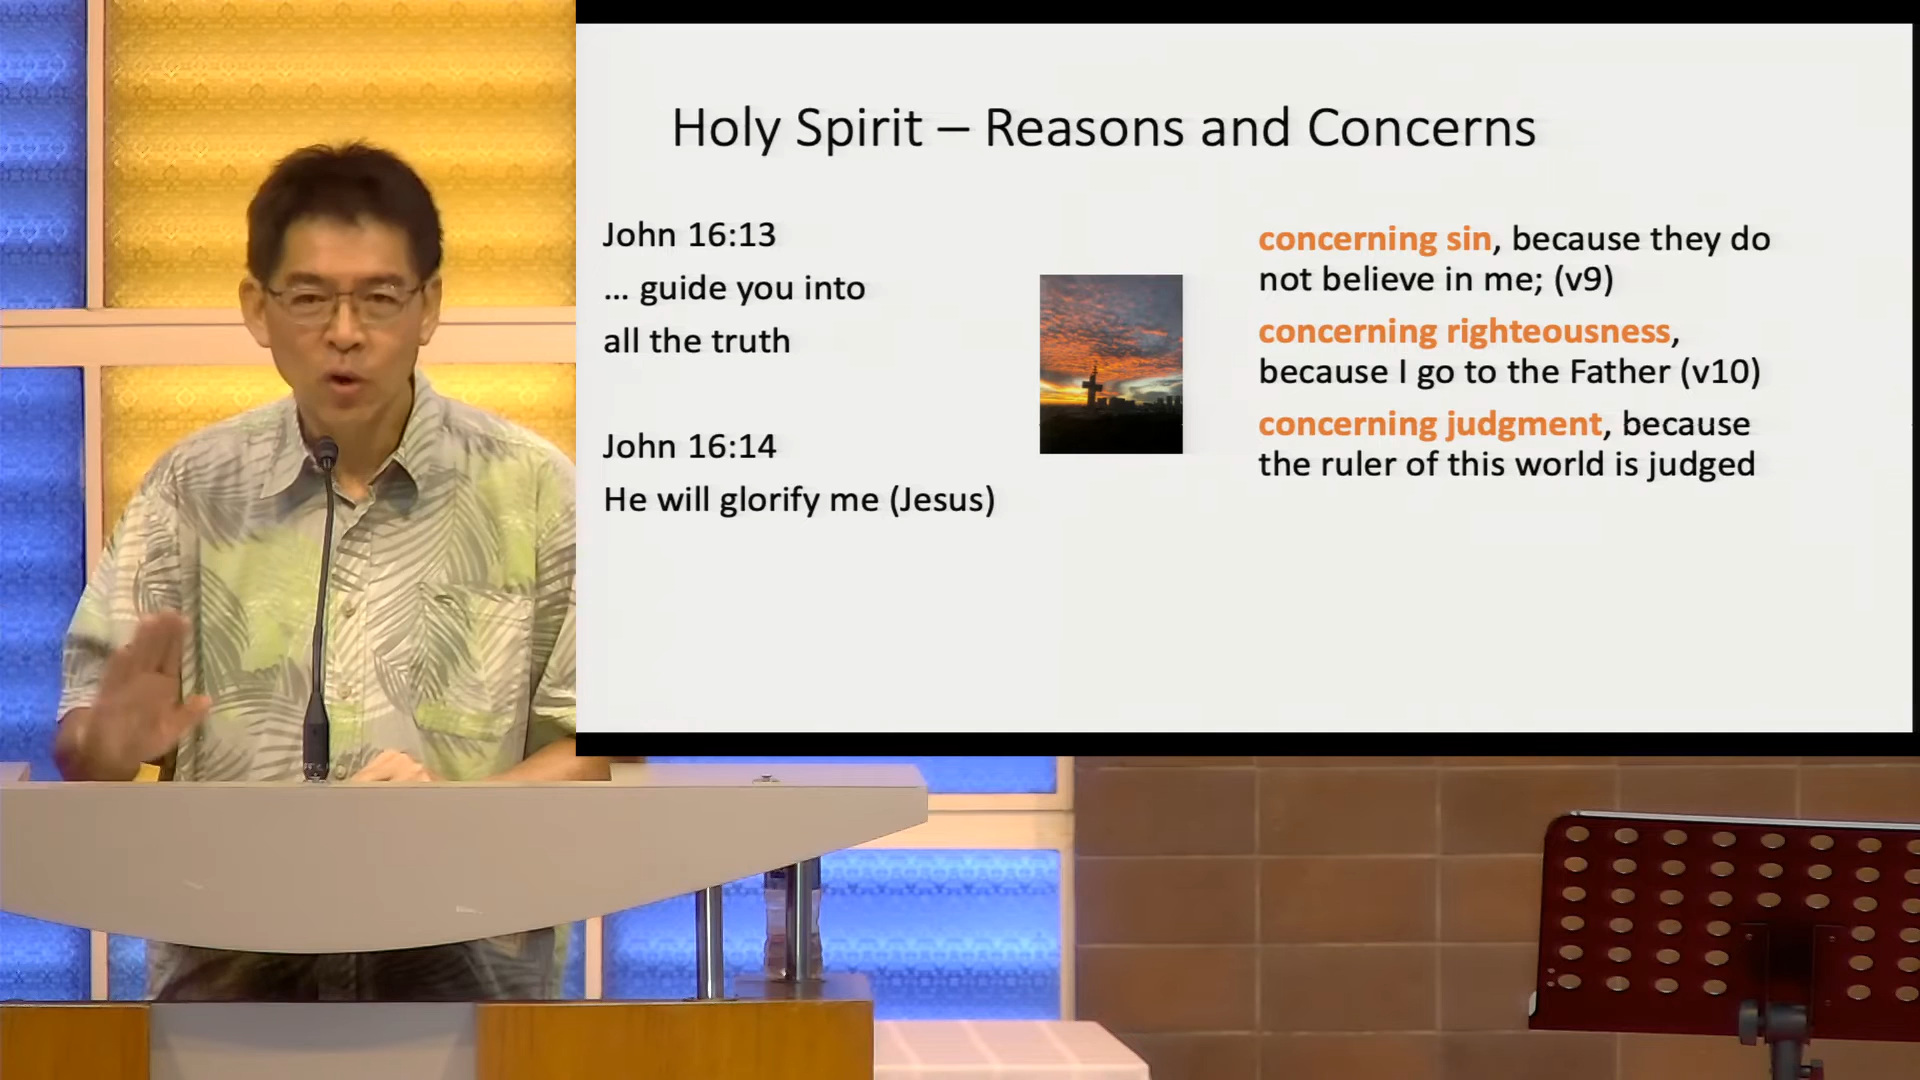 Holy Spirit – Reasons and Concerns
John 16:13
... guide you into
all the truth
John 16:14
He will glorify me (Jesus)
concerning sin, because they do
not believe in me; (v9)
concerning righteousness,
because I go to the Father (v10)
concerning judgment, because
the ruler of this world is judged